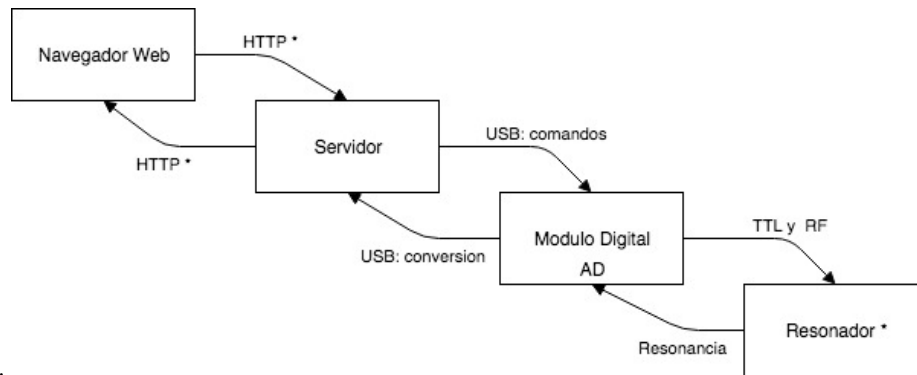 Navegador Web
HTTP *
HTTP *
Servidor
USB: comandos
USB: conversion
Modulo Digital
AD
TTL y RF
Resonancia
Resonador *